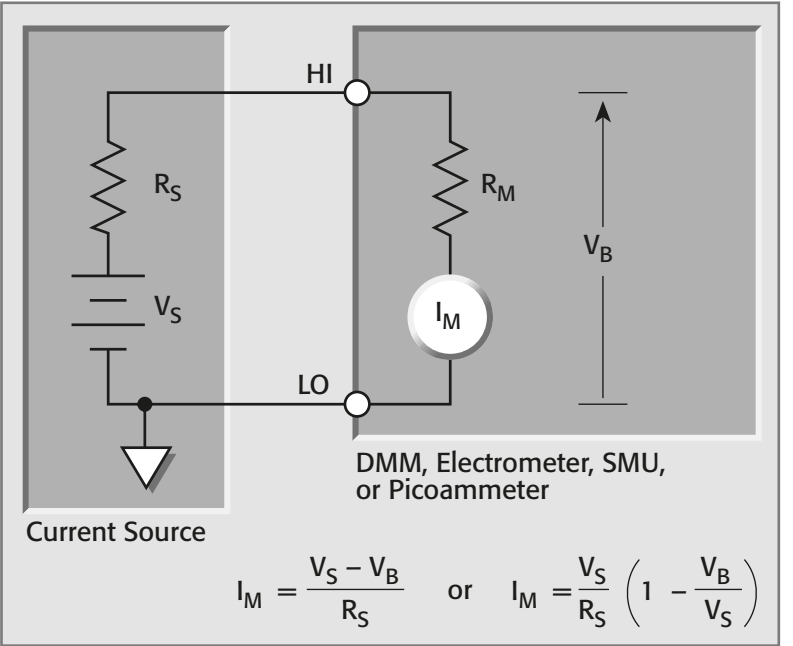 HI
R_S
R_M
V_B
V_S
I_M
LO
DMM, Electrometer, SMU,
or Picoammeter
Current Source
I_M = (V_S – V_B) / R_S or I_M = V_S / R_S (1 – V_B / V_S)